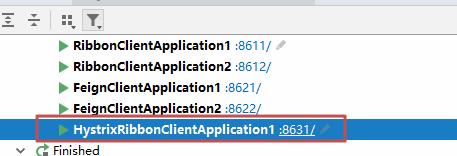 RibbonClientApplication1 :8611/
RibbonClientApplication2 :8612/
FeignClientApplication1 :8621/
FeignClientApplication2 :8622/
HystrixRibbonClientApplication1 :8631/
Finished